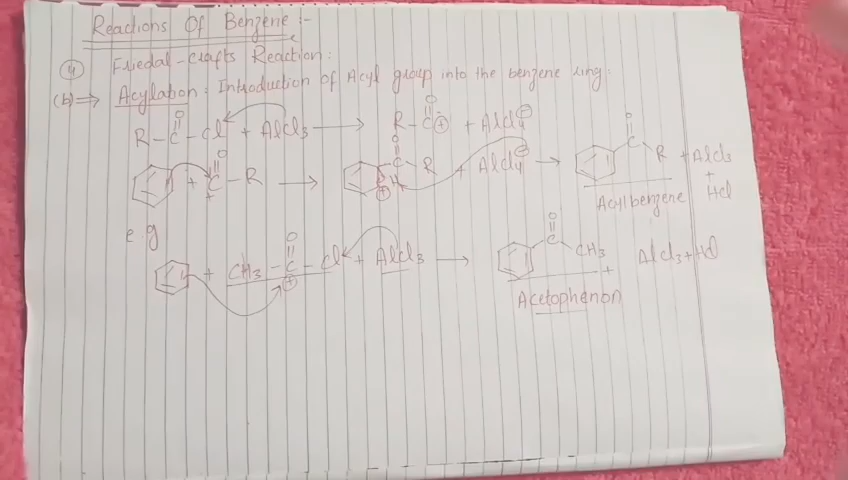 Reactions Of Benzene :-
4 Friedal-Crafts Reaction:
(b) ⇒ Acylation : Introduction of Acyl group into the benzene ring.
R - C(=O) - Cl + AlCl3 → R - C(=O)⊕ + AlCl4⊖
+ C(=O)+ - R → C(=O) - R ⊕ H + AlCl4⊖ → C(=O) R + AlCl3 + HCl
Acylbenzene
e.g
+ CH3 - C(=O)⊕ - Cl + AlCl3 → C(=O) CH3 + AlCl3 + HCl
Acetophenon